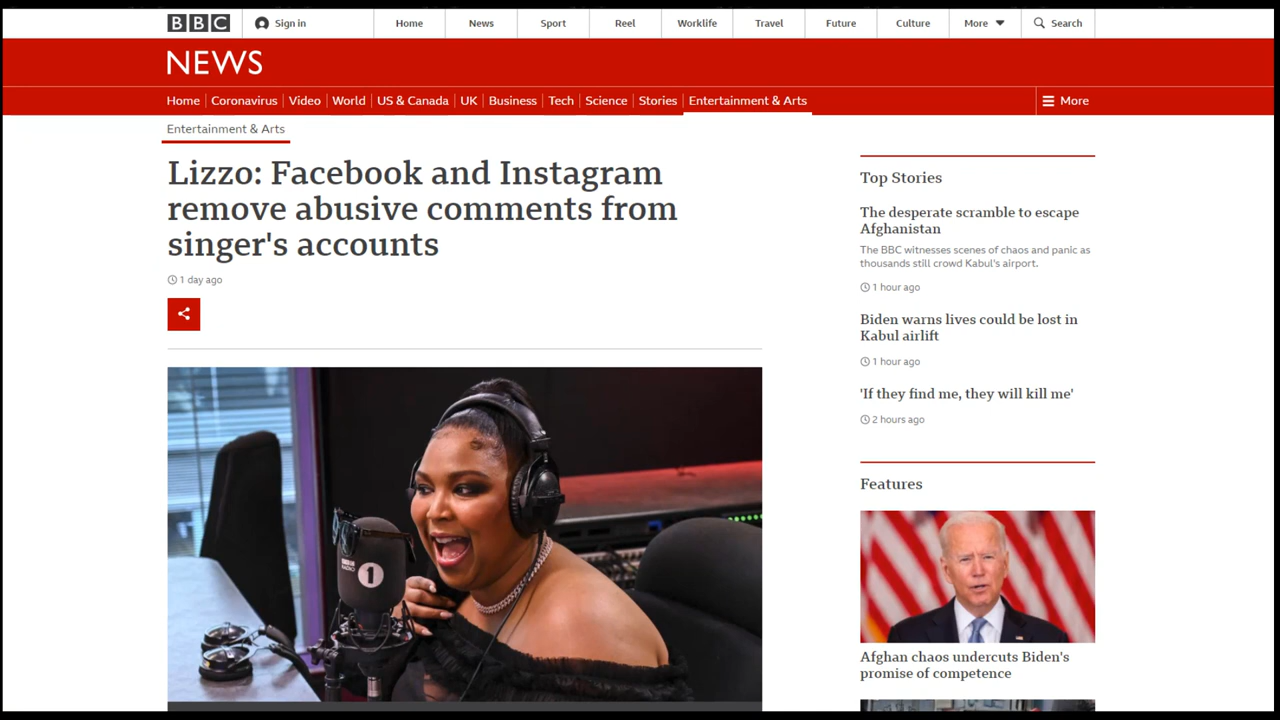 BBC
Sign in
Home
News
Sport
Reel
Worklife
Travel
Future
Culture
More
Search
NEWS
Home
Coronavirus
Video
World
US & Canada
UK
Business
Tech
Science
Stories
Entertainment & Arts
More
Entertainment & Arts
Lizzo: Facebook and Instagram
remove abusive comments from
singer's accounts
1 day ago
BBC
RADIO
1
Top Stories
The desperate scramble to escape
Afghanistan
The BBC witnesses scenes of chaos and panic as
thousands still crowd Kabul's airport.
1 hour ago
Biden warns lives could be lost in
Kabul airlift
1 hour ago
'If they find me, they will kill me'
2 hours ago
Features
Afghan chaos undercuts Biden's
promise of competence